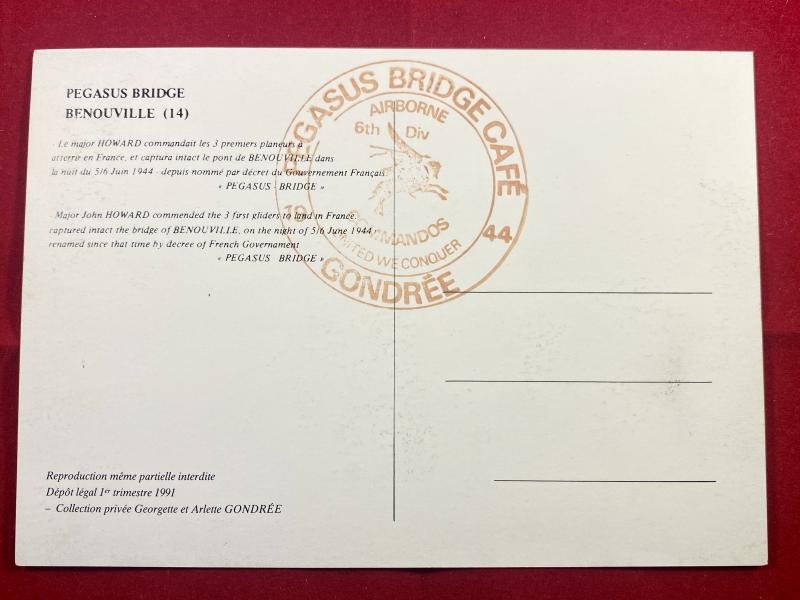 PEGASUS BRIDGE
BENOUVILLE (14)
- Le major HOWARD commandait les 3 premiers planeurs à
atterrir en France, et captura intact le pont de BENOUVILLE dans
la nuit du 5/6 Juin 1944 - depuis nommé par décret du Gouvernement Français
« PEGASUS - BRIDGE »
- Major John HOWARD commended the 3 first gliders to land in France,
captured intact the bridge of BENOUVILLE, on the night of 5/6 June 1944,
renamed since that time by decree of French Governament
« PEGASUS BRIDGE »
PEGASUS BRIDGE CAFÉ
AIRBORNE
6th Div
19 44
COMMANDOS
UNITED WE CONQUER
GONDRÉE
Reproduction même partielle interdite
Dépôt légal 1er trimestre 1991
– Collection privée Georgette et Arlette GONDRÉE